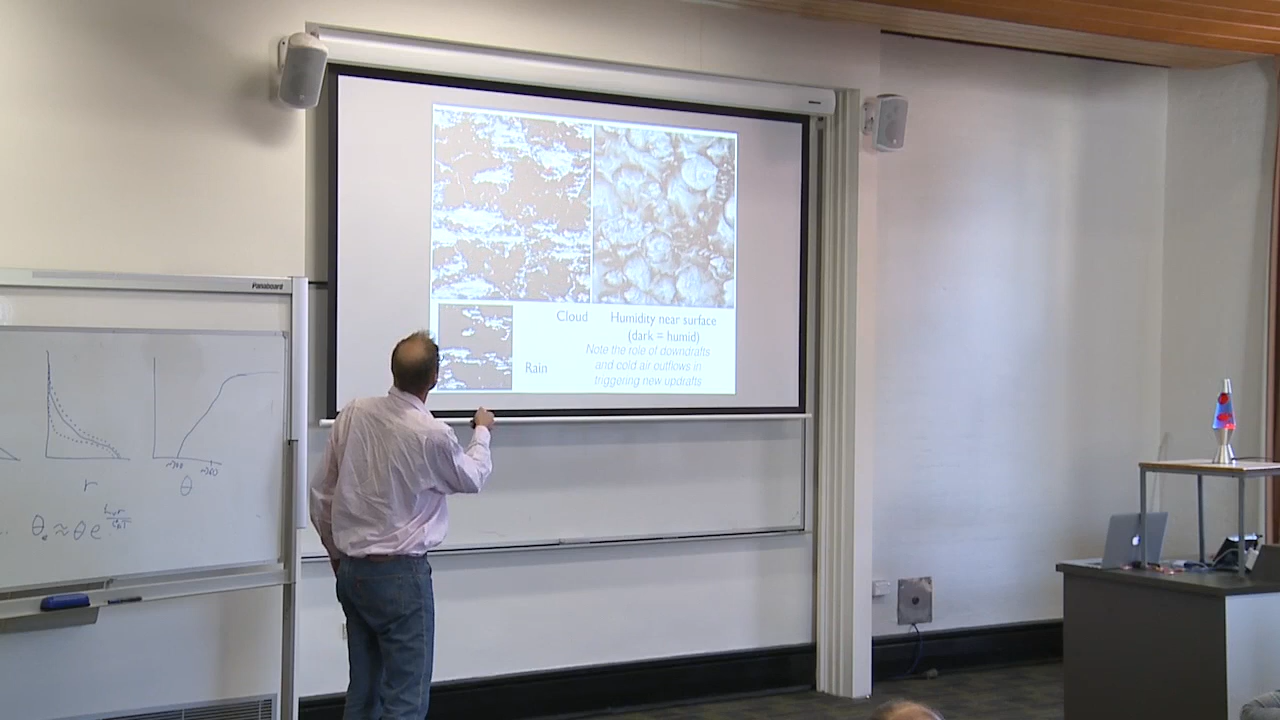 Panaboard
Cloud
Humidity near surface
(dark = humid)
Note the role of downdrafts
and cold air outflows in
triggering new updrafts
Rain
r
θ
θe ≈ θ e